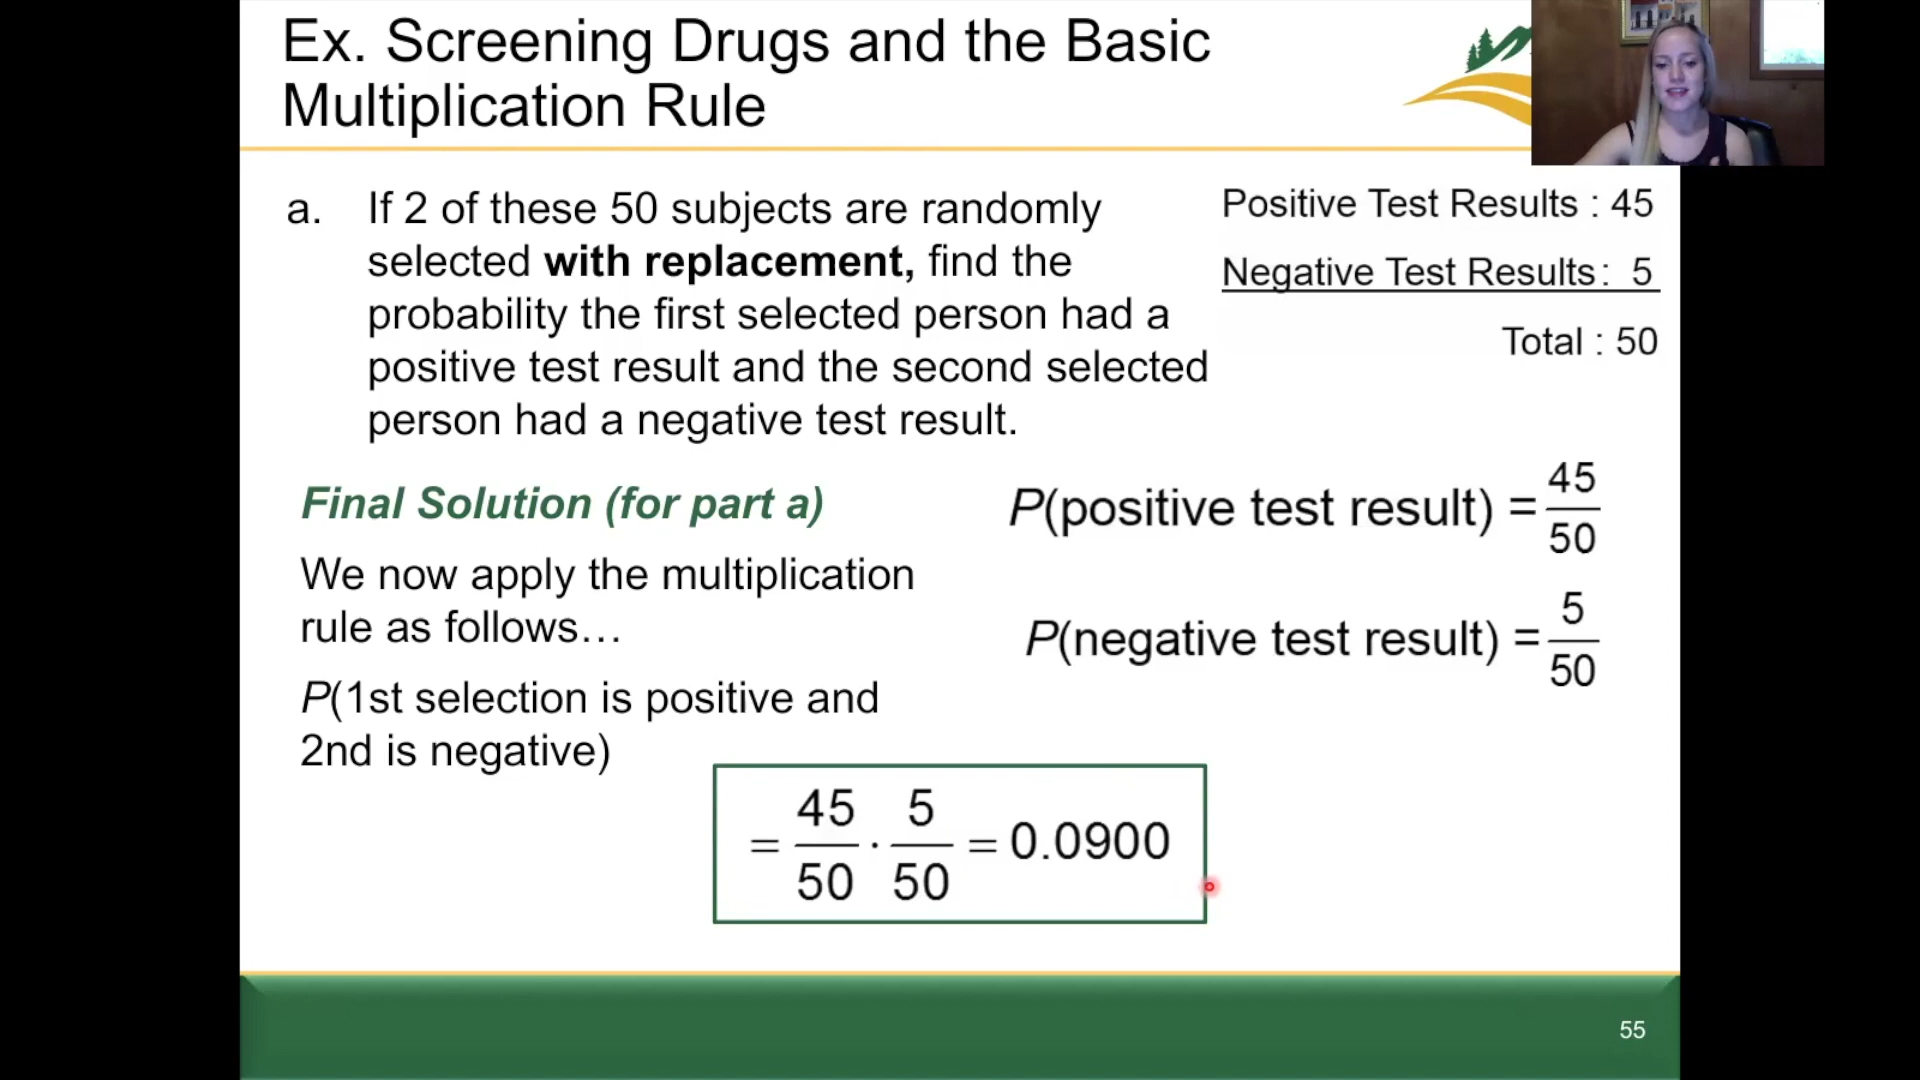 Ex. Screening Drugs and the Basic
Multiplication Rule
a. If 2 of these 50 subjects are randomly
selected with replacement, find the
probability the first selected person had a
positive test result and the second selected
person had a negative test result.
Positive Test Results : 45
Negative Test Results: 5
Total : 50
Final Solution (for part a)
We now apply the multiplication
rule as follows…
P(1st selection is positive and
2nd is negative)
P(positive test result) = 45/50
P(negative test result) = 5/50
= 45/50 · 5/50 = 0.0900
55